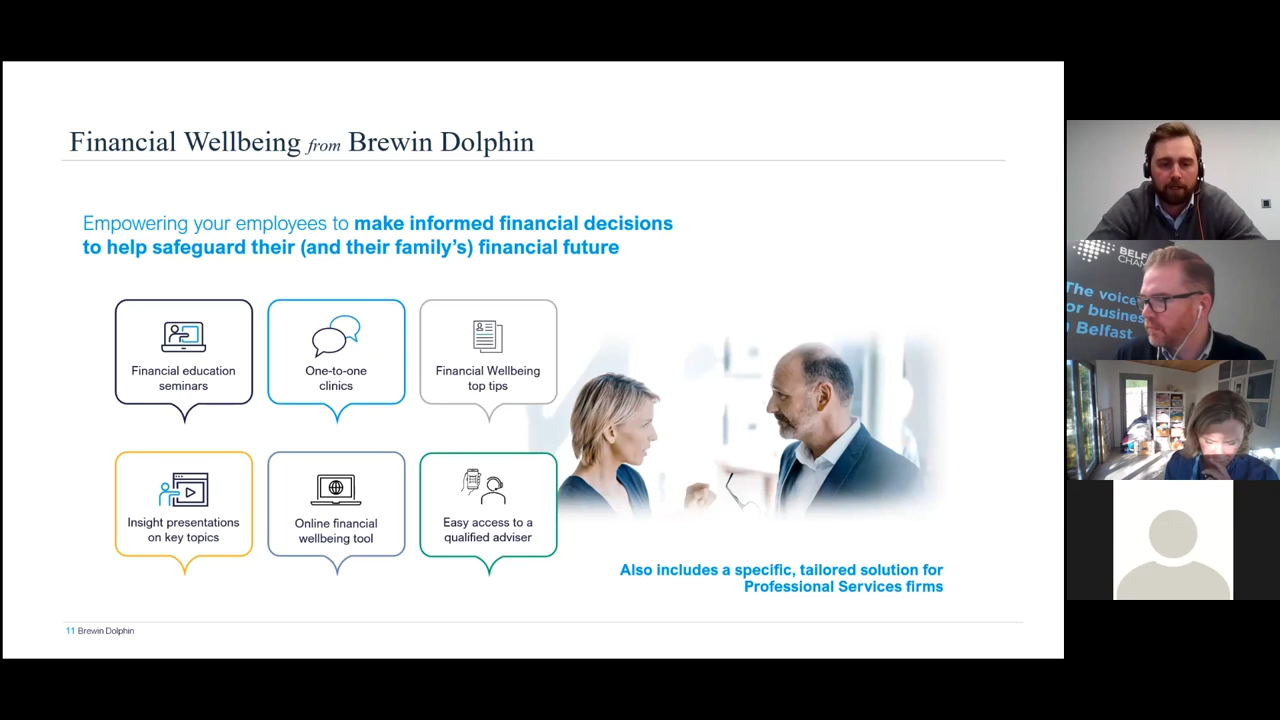 Financial Wellbeing from Brewin Dolphin
Empowering your employees to make informed financial decisions
to help safeguard their (and their family's) financial future
Financial education
seminars
One-to-one
clinics
Financial Wellbeing
top tips
Insight presentations
on key topics
Online financial
wellbeing tool
Easy access to a
qualified adviser
Also includes a specific, tailored solution for
Professional Services firms
11 Brewin Dolphin
The voice
or busines
Belfast